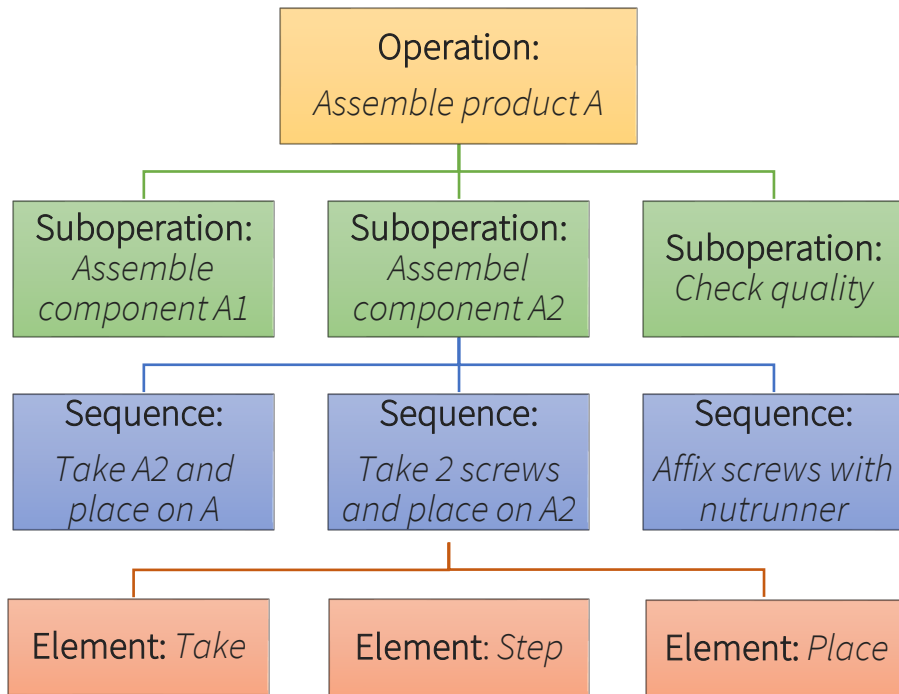 Operation:
Assemble product A
Suboperation:
Assemble
component A1
Suboperation:
Assembel
component A2
Suboperation:
Check quality
Sequence:
Take A2 and
place on A
Sequence:
Take 2 screws
and place on A2
Sequence:
Affix screws with
nutrunner
Element: Take
Element: Step
Element: Place